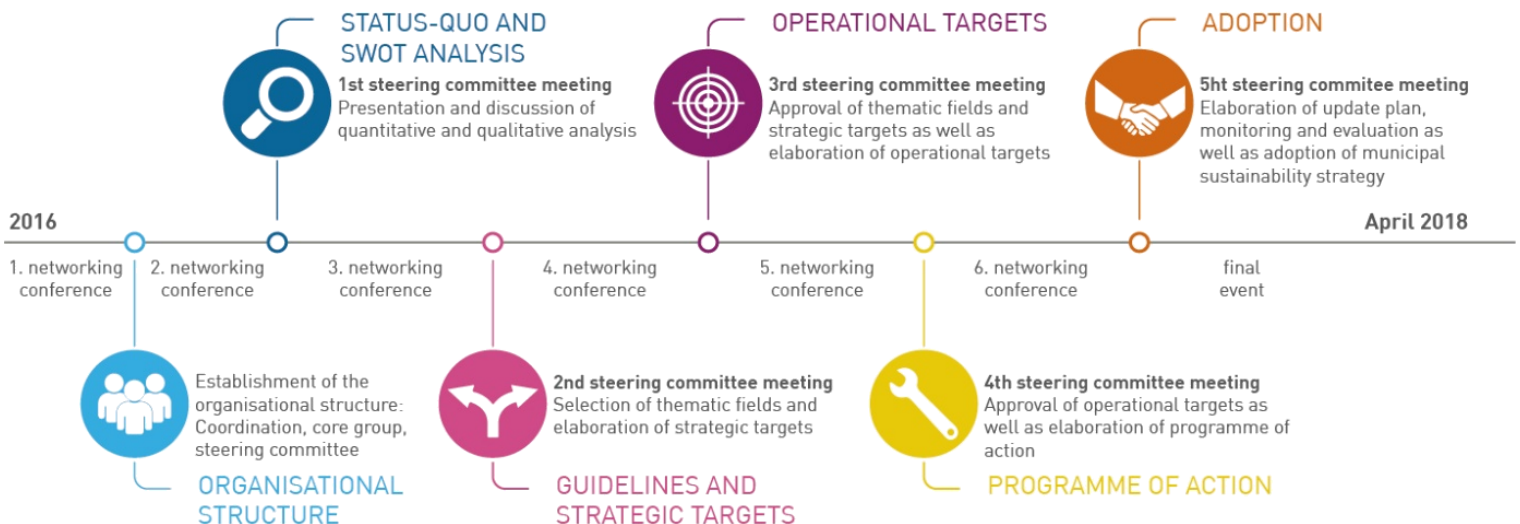 STATUS-QUO AND
SWOT ANALYSIS
1st steering committee meeting
Presentation and discussion of
quantitative and qualitative analysis
OPERATIONAL TARGETS
3rd steering committee meeting
Approval of thematic fields and
strategic targets as well as
elaboration of operational targets
ADOPTION
5ht steering commitee meeting
Elaboration of update plan,
monitoring and evaluation as
well as adoption of municipal
sustainability strategy
2016
April 2018
1. networking
conference
2. networking
conference
3. networking
conference
4. networking
conference
5. networking
conference
6. networking
conference
final
event
Establishment of the
organisational structure:
Coordination, core group,
steering committee
ORGANISATIONAL
STRUCTURE
2nd steering committee meeting
Selection of thematic fields and
elaboration of strategic targets
GUIDELINES AND
STRATEGIC TARGETS
4th steering committee meeting
Approval of operational targets as
well as elaboration of programme of
action
PROGRAMME OF ACTION